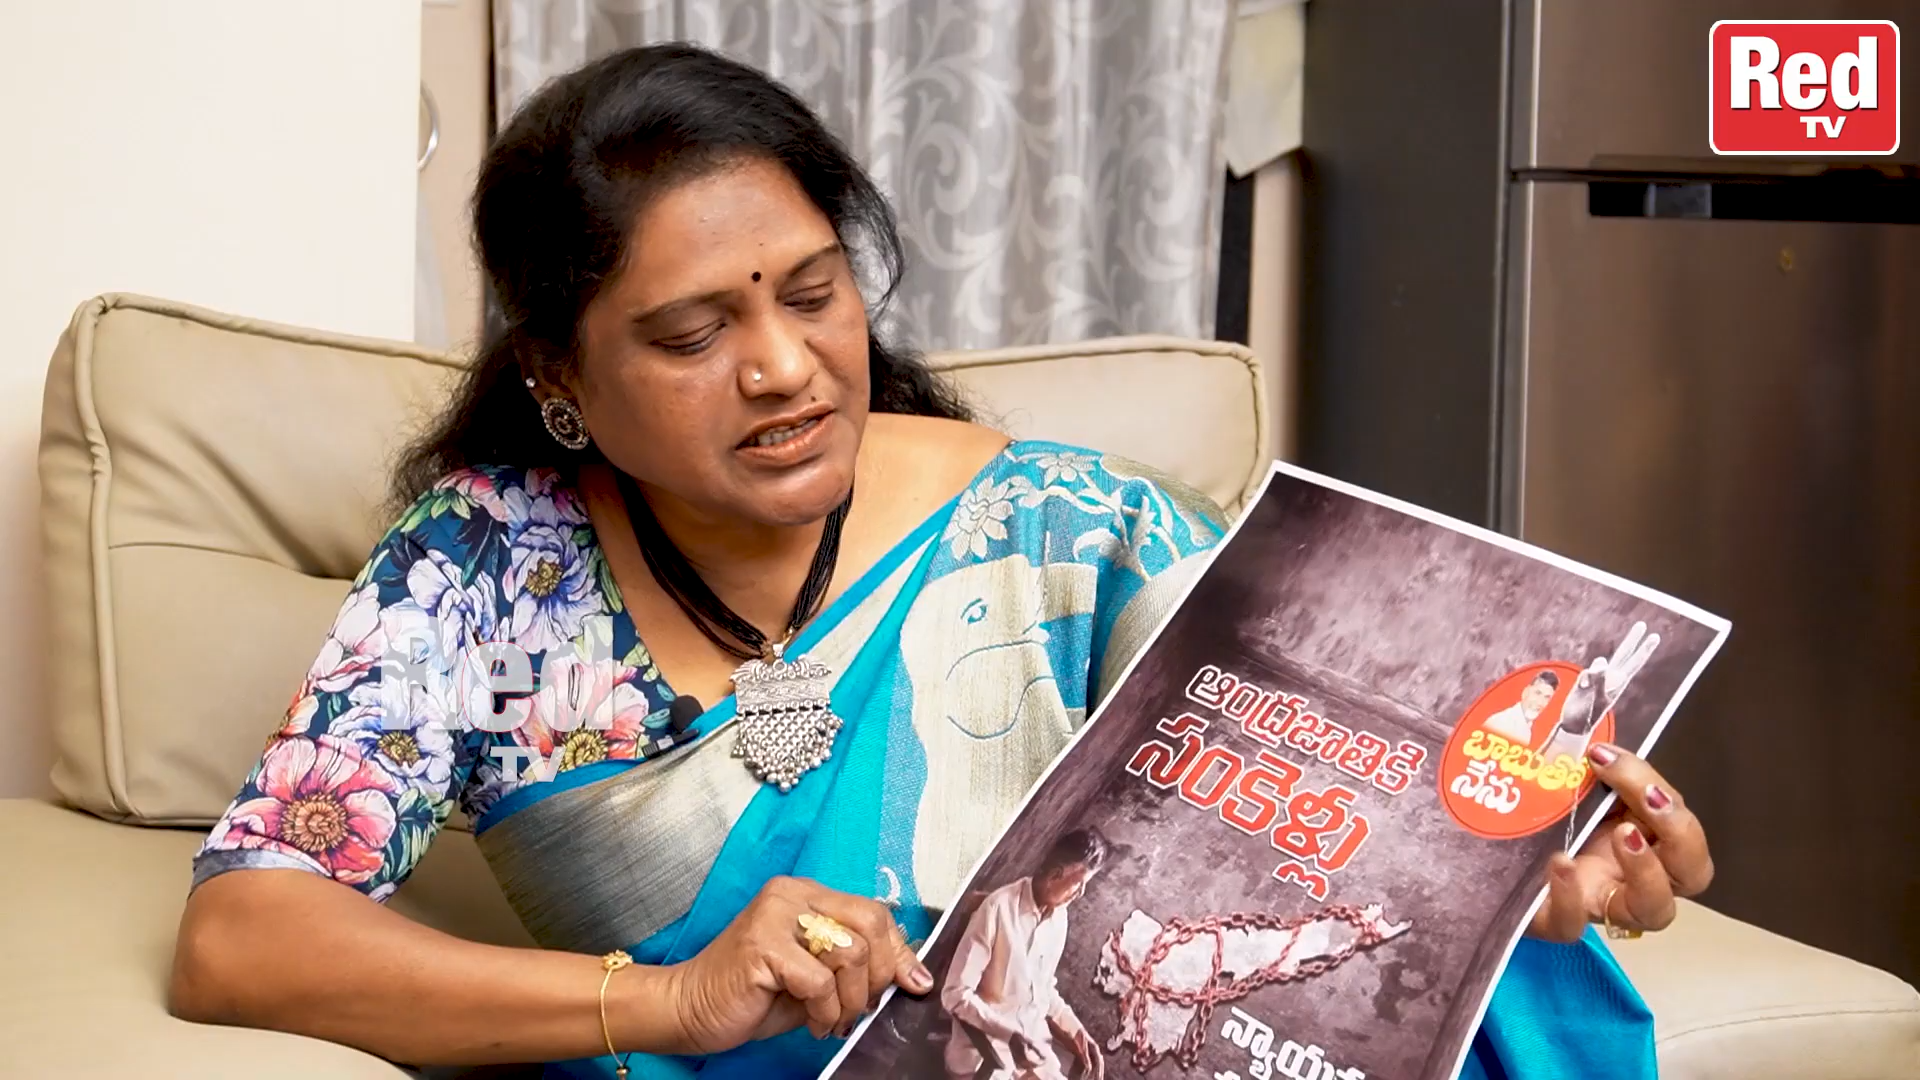 Red
TV
ఆంధ్రజాతికి
సంకెళ్లు
బాబుతో
నేను
Red
TV